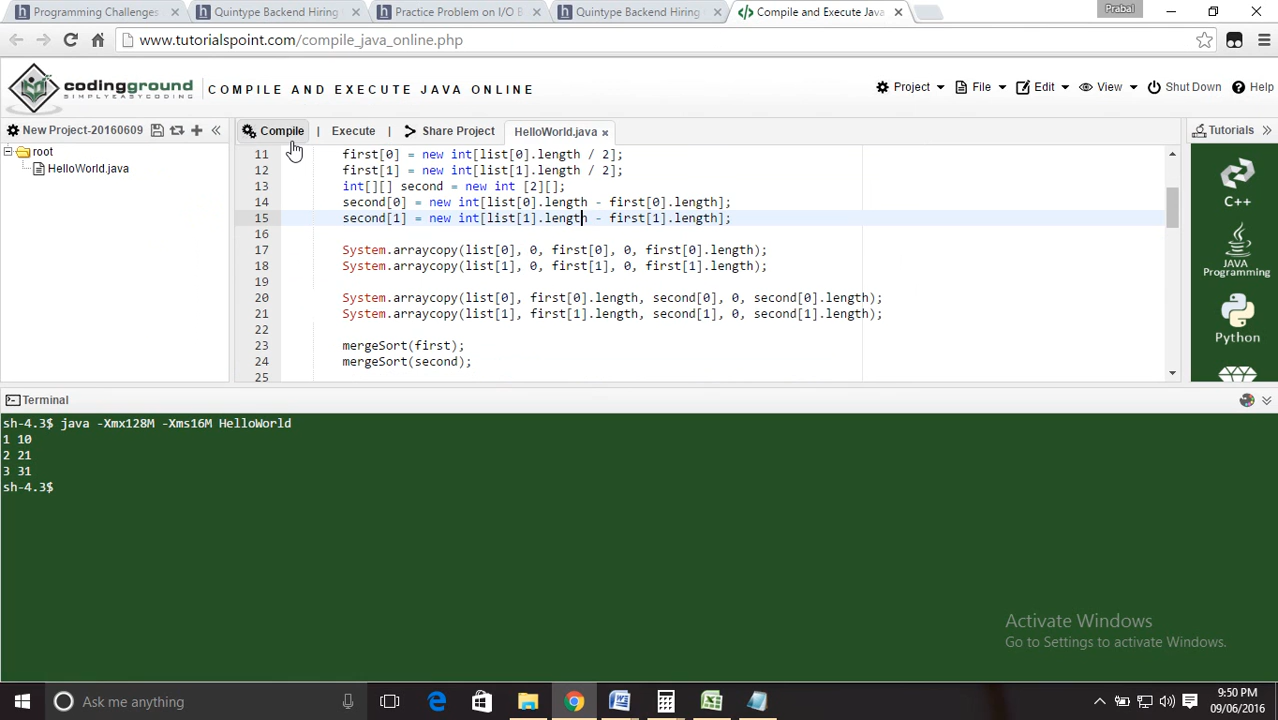 Programming Challenges
Quintype Backend Hiring
Practice Problem on I/O B
Quintype Backend Hiring
Compile and Execute Java
Prabal
www.tutorialspoint.com/compile_java_online.php
codingground
SIMPLYEASYCODING
COMPILE AND EXECUTE JAVA ONLINE
Project
File
Edit
View
Shut Down
Help
New Project-20160609
Compile | Execute | Share Project
HelloWorld.java
Tutorials
root
HelloWorld.java
11 first[0] = new int[list[0].length / 2];
12 first[1] = new int[list[1].length / 2];
13 int[][] second = new int [2][];
14 second[0] = new int[list[0].length - first[0].length];
15 second[1] = new int[list[1].length - first[1].length];
16
17 System.arraycopy(list[0], 0, first[0], 0, first[0].length);
18 System.arraycopy(list[1], 0, first[1], 0, first[1].length);
19
20 System.arraycopy(list[0], first[0].length, second[0], 0, second[0].length);
21 System.arraycopy(list[1], first[1].length, second[1], 0, second[1].length);
22
23 mergeSort(first);
24 mergeSort(second);
25
C++
JAVA
Programming
Python
Terminal
sh-4.3$ java -Xmx128M -Xms16M HelloWorld
1 10
2 21
3 31
sh-4.3$
Activate Windows
Go to Settings to activate Windows.
Ask me anything
9:50 PM
09/06/2016